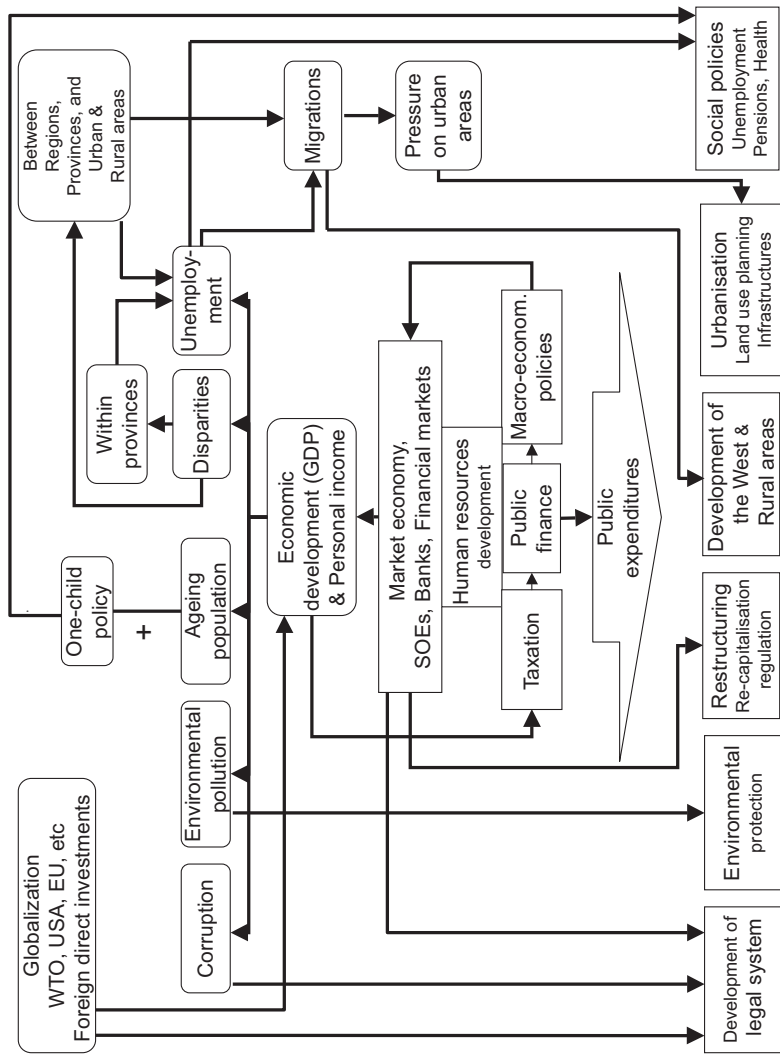 Globalization
WTO, USA, EU, etc
Foreign direct investments
One-child
policy
+
Within
provinces
Between
Regions,
Provinces, and
Urban &
Rural areas
Corruption
Environmental
pollution
Ageing
population
Disparities
Unemploy-
ment
Migrations
Economic
development (GDP)
& Personal income
Pressure
on urban
areas
Market economy,
SOEs, Banks, Financial markets
Human resources
development
Taxation
Public
finance
Macro-econom.
policies
Public
expenditures
Development of
legal system
Environmental
protection
Restructuring
Re-capitalisation
regulation
Development of
the West &
Rural areas
Urbanisation
Land use planning
Infrastructures
Social policies
Unemployment
Pensions, Health